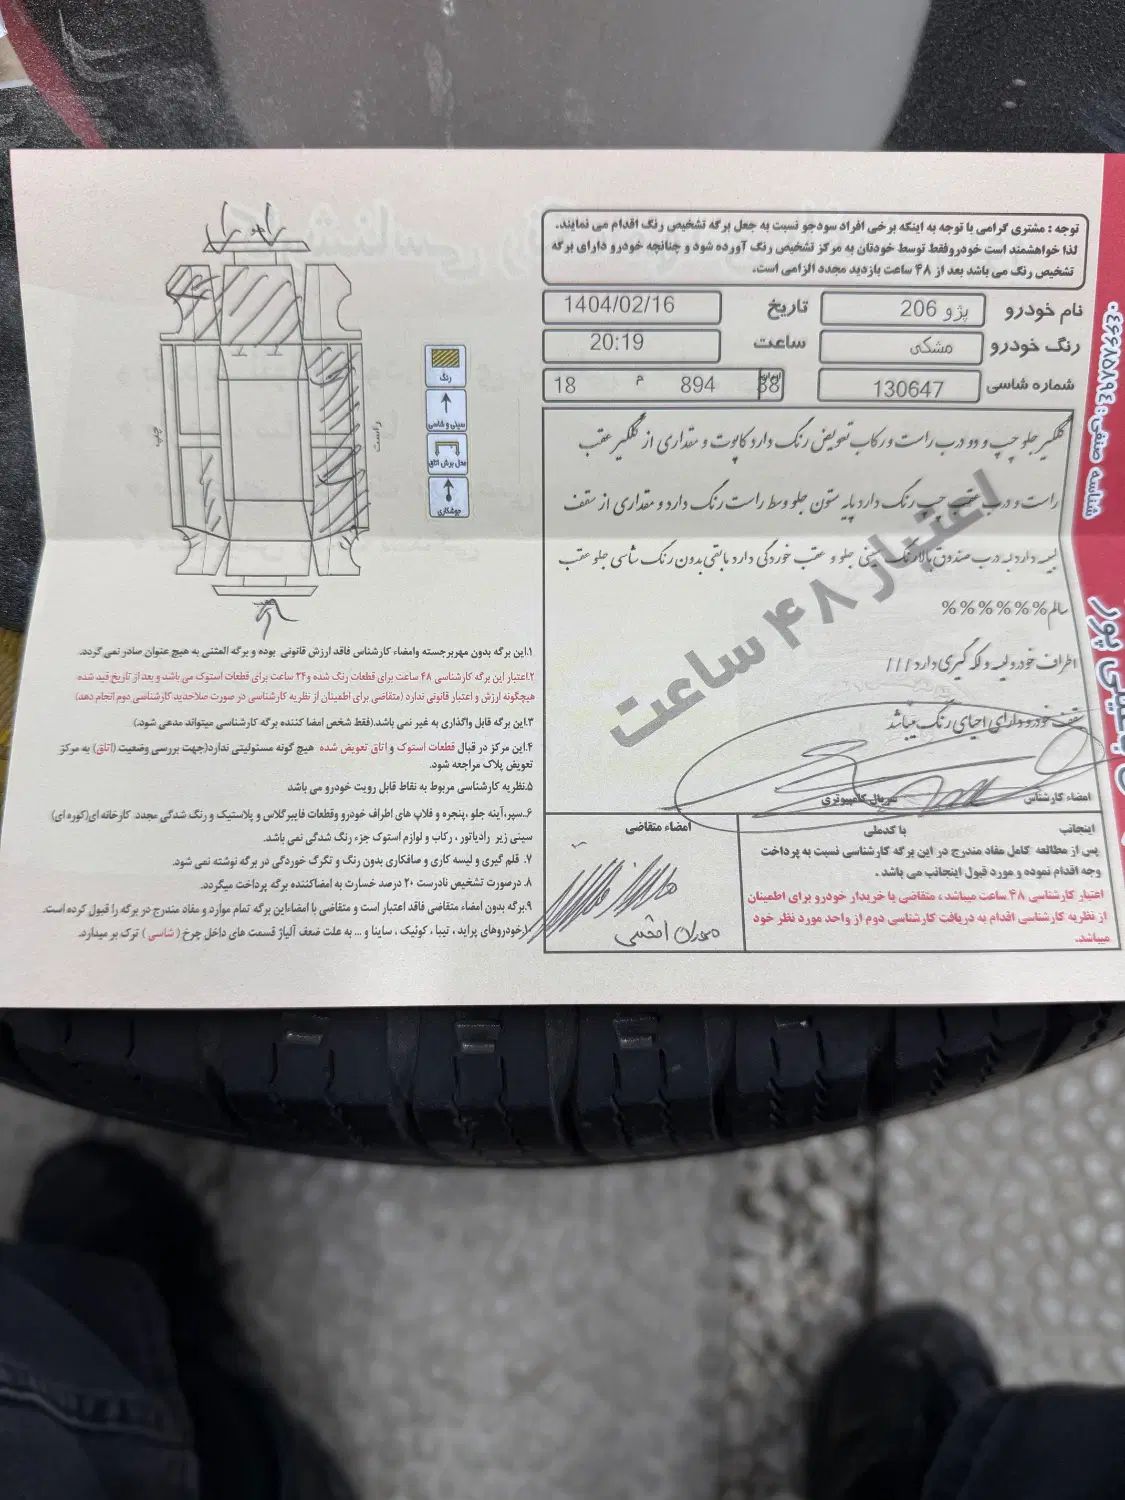 توجه : مشتری گرامی با توجه به اینکه برخی افراد سودجو نسبت به جعل برگه تشخیص رنگ اقدام می نمایند.
لذا خواهشمند است خودروفقط توسط خودتان به مرکز تشخیص رنگ آورده شود و چنانچه خودرو دارای برگه
تشخیص رنگ می باشد بعد از ۴۸ ساعت بازدید مجدد الزامی است.
نام خودرو پژو 206 تاریخ 1404/02/16
رنگ خودرو مشکی ساعت 20:19
شماره شاسی 130647 ایران 38 894 م 18
گلگیر جلو چپ و دو درب راست و رکاب تعویض رنگ دارد کاپوت و مقداری از گلگیر عقب
راست و درب عقب چپ رنگ دارد پایه ستون جلو وسط راست رنگ دارد و مقداری از سقف
لیسه دارد لبه درب صندوق بالا رنگ سینی جلو و عقب خوردگی دارد مابقی بدون رنگ شاسی جلو عقب
سالم%%%%%%
اطراف خودرو لیسه و لکه گیری دارد ///
سقف خودرو دارای احیای رنگ میباشد
اعتبار ۴۸ ساعت
امضاء کارشناس
سریال کامپیوتری
اینجانب با کدملی
پس از مطالعه کامل مفاد مندرج در این برگه کارشناسی نسبت به پرداخت
وجه اقدام نموده و مورد قبول اینجانب می باشد .
اعتبار کارشناسی ۴۸ ساعت میباشد، متقاضی یا خریدار خودرو برای اطمینان
از نظریه کارشناسی اقدام به دریافت کارشناسی دوم از واحد مورد نظر خود
میباشد.
امضاء متقاضی
راست
چپ
رنگ
سینی و شاسی
محل برش اتاق
جوشکاری
۱.این برگه بدون مهربرجسته وامضاء کارشناس فاقد ارزش قانونی بوده و برگه المثنی به هیچ عنوان صادر نمی گردد.
۲.اعتبار این برگه کارشناسی ۴۸ ساعت برای قطعات رنگ شده و۲۴ ساعت برای قطعات استوک می باشد و بعد از تاریخ قید شده
هیچگونه ارزش و اعتبار قانونی ندارد (متقاضی برای اطمینان از نظریه کارشناسی در صورت صلاحدید کارشناسی دوم انجام دهد)
۳.این برگه قابل واگذاری به غیر نمی باشد.(فقط شخص امضا کننده برگه کارشناسی میتواند مدعی شود.)
۴.این مرکز در قبال قطعات استوک و اتاق تعویض شده هیچ گونه مسئولیتی ندارد(جهت بررسی وضعیت (اتاق) به مرکز
تعویض پلاک مراجعه شود.
۵.نظریه کارشناسی مربوط به نقاط قابل رویت خودرو می باشد
۶.سپر،آینه جلو ،پنجره و فلاپ های اطراف خودرو وقطعات فایبرگلاس و پلاستیک و رنگ شدگی مجدد کارخانه ای(کوره ای)
سینی زیر رادیاتور ، رکاب و لوازم استوک جزء رنگ شدگی نمی باشد.
۷. قلم گیری و لیسه کاری و صافکاری بدون رنگ و تگرگ خوردگی در برگه نوشته نمی شود.
۸. درصورت تشخیص نادرست ۲۰ درصد خسارت به امضاکننده برگه پرداخت میگردد.
۹.برگه بدون امضاء متقاضی فاقد اعتبار است و متقاضی با امضاءاین برگه تمام موارد و مفاد مندرج در برگه را قبول کرده است.
۱۰.خودروهای پراید ، تیبا ، کوئیک ، ساینا و ... به علت ضعف آلیاژ قسمت های داخل چرخ ( شاسی ) ترک بر میدارد.
شناسه صنفی : ۰۴۶۶۸۵۸۹۴